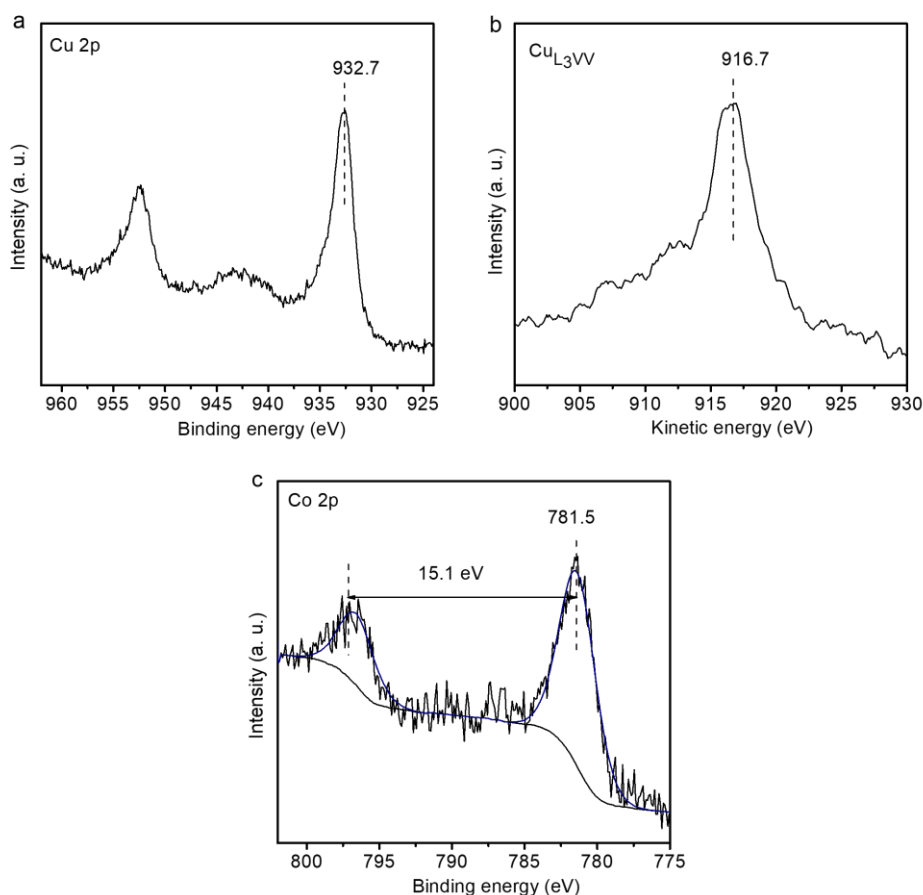 a
Cu 2p
932.7
Intensity (a. u.)
960 955 950 945 940 935 930 925
Binding energy (eV)
b
Cu L3VV
916.7
Intensity (a. u.)
900 905 910 915 920 925 930
Kinetic energy (eV)
c
Co 2p
781.5
15.1 eV
Intensity (a. u.)
800 795 790 785 780 775
Binding energy (eV)